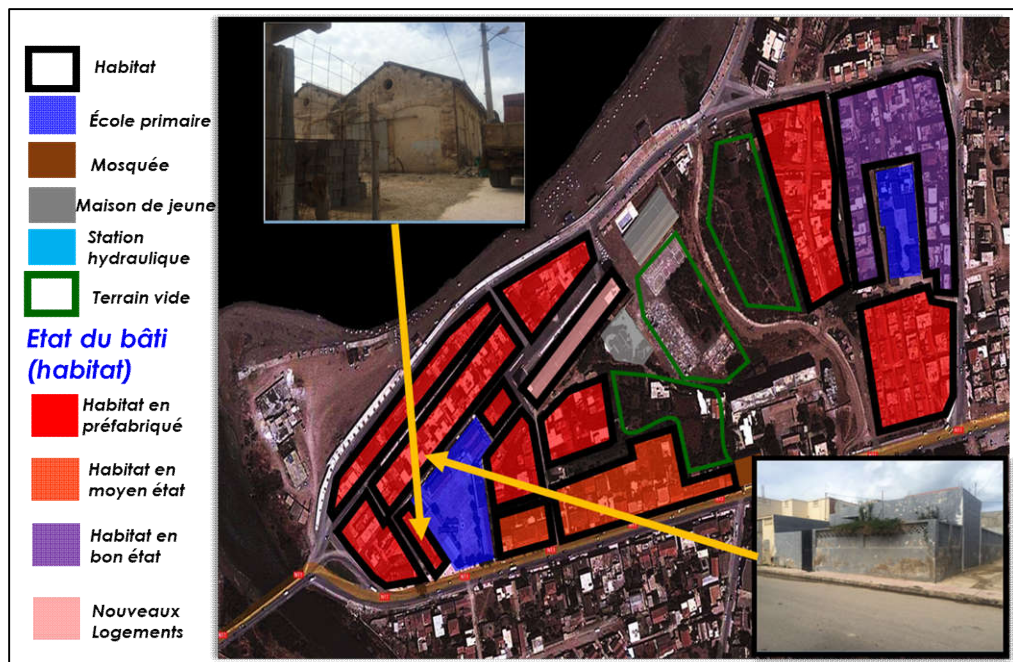 Habitat
École primaire
Mosquée
Maison de jeune
Station
hydraulique
Terrain vide
Etat du bâti
(habitat)
Habitat en
préfabriqué
Habitat en
moyen état
Habitat en
bon état
Nouveaux
Logements